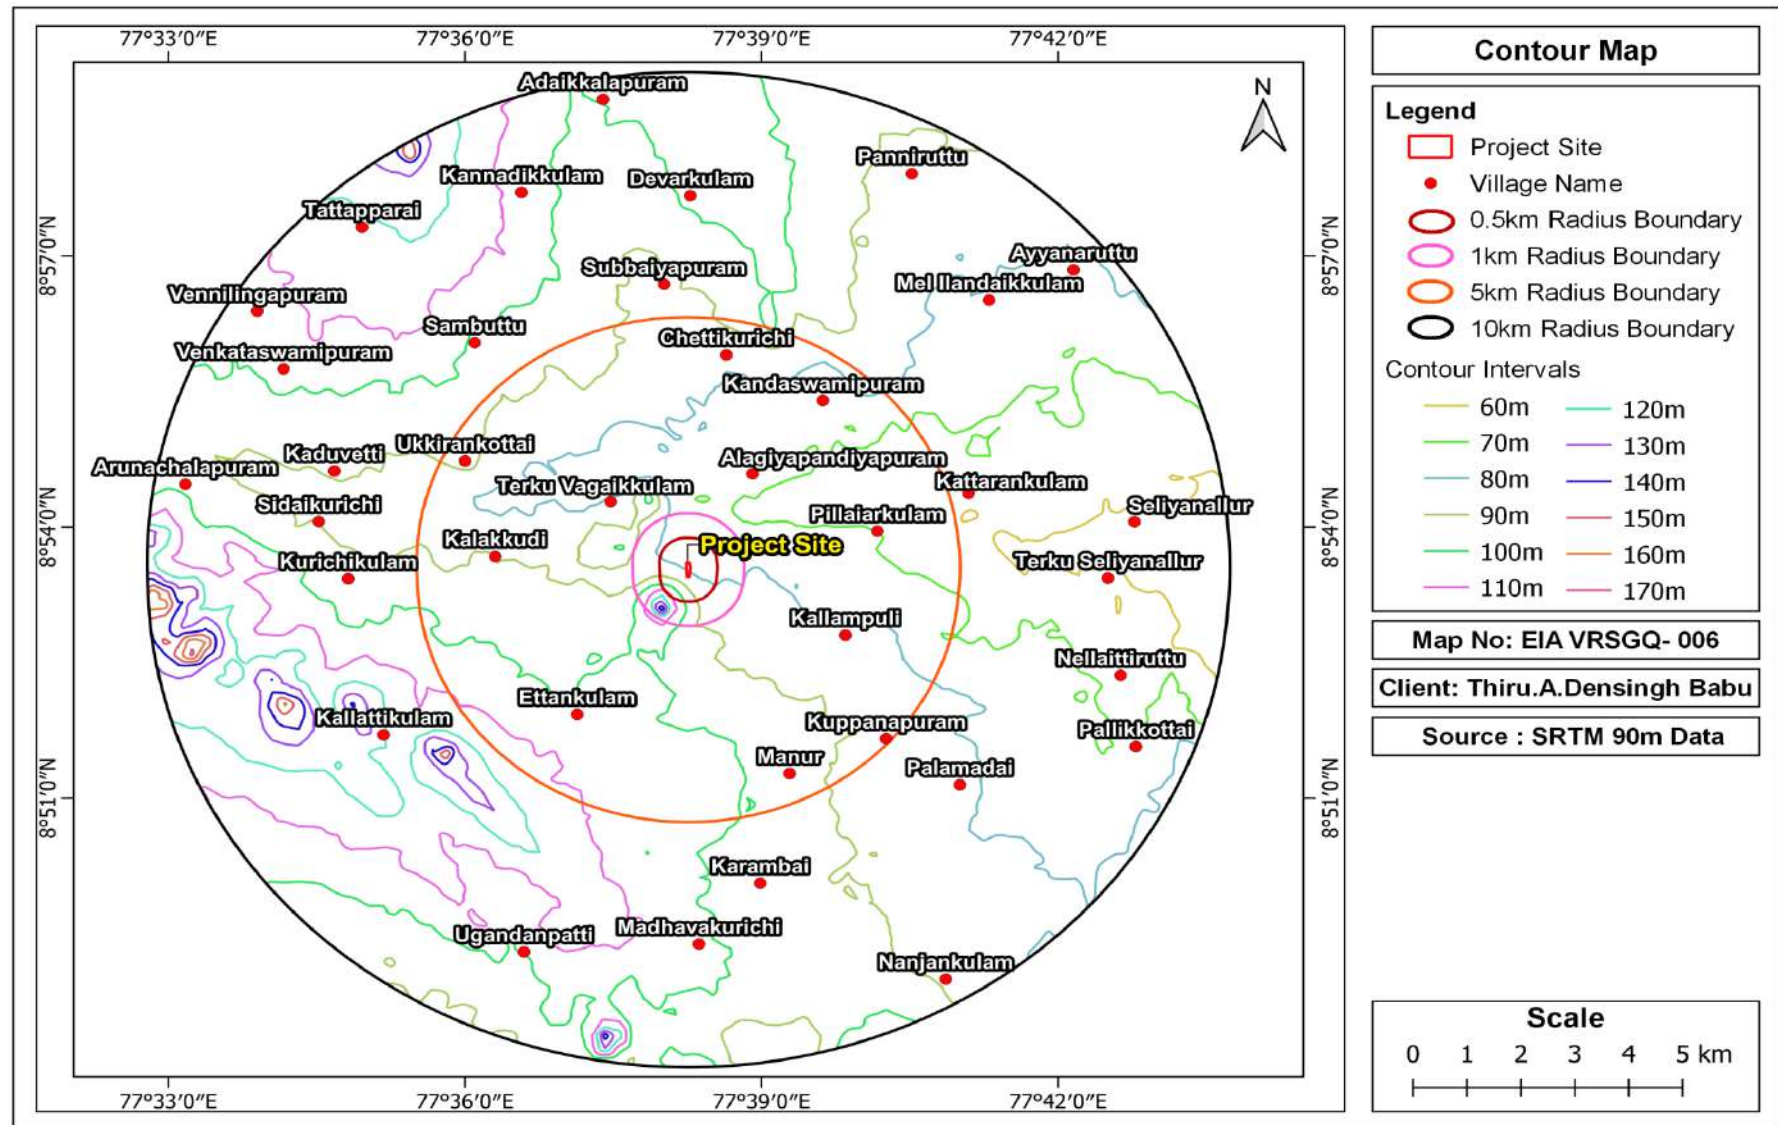 77°33′0″E
77°36′0″E
77°39′0″E
77°42′0″E
Contour Map
Legend
Project Site
Village Name
0.5km Radius Boundary
1km Radius Boundary
5km Radius Boundary
10km Radius Boundary
Contour Intervals
60m 120m
70m 130m
80m 140m
90m 150m
100m 160m
110m 170m
Map No: EIA VRSGQ- 006
Client: Thiru.A.Densingh Babu
Source : SRTM 90m Data
Scale
0 1 2 3 4 5 km
N
Adaikkalapuram
Panniruttu
Kannadikkulam
Devarkulam
Tattapparai
8°57′0″N
8°57′0″N
Ayyanaruttu
Subbaiyapuram
Mel Ilandaikkulam
Vennilingapuram
Sambuttu
Chettikurichi
Venkataswamipuram
Kandaswamipuram
Ukkirankottai
Kaduvetti
Alagiyapandiyapuram
Arunachalapuram
Kattarankulam
Terku Vagaikkulam
Sidaikurichi
Seliyanallur
Pillaiarkulam
8°54′0″N
8°54′0″N
Kalakkudi
Project Site
Kurichikulam
Terku Seliyanallur
Kallampuli
Nellaittiruttu
Ettankulam
Kallattikulam
Kuppanapuram
Pallikkottai
Manur
Palamadai
8°51′0″N
8°51′0″N
Karambai
Madhavakurichi
Ugandanpatti
Nanjankulam
77°33′0″E
77°36′0″E
77°39′0″E
77°42′0″E